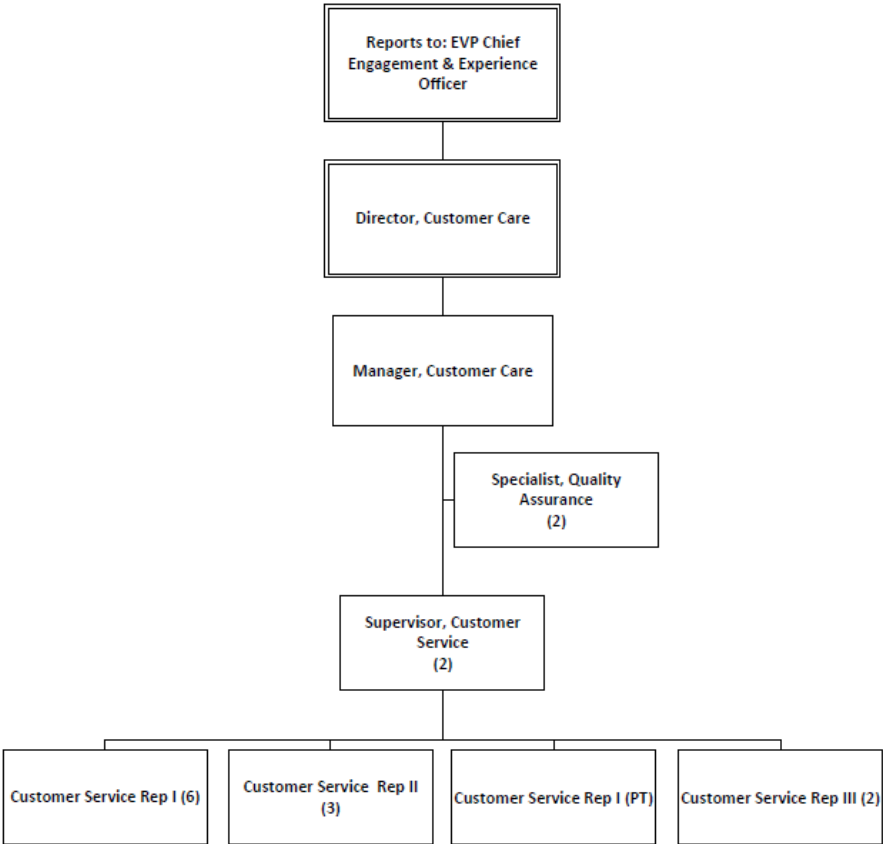 Reports to: EVP Chief
Engagement & Experience
Officer
Director, Customer Care
Manager, Customer Care
Specialist, Quality
Assurance
(2)
Supervisor, Customer
Service
(2)
Customer Service Rep I (6)
Customer Service  Rep II
(3)
Customer Service Rep I (PT)
Customer Service Rep III (2)